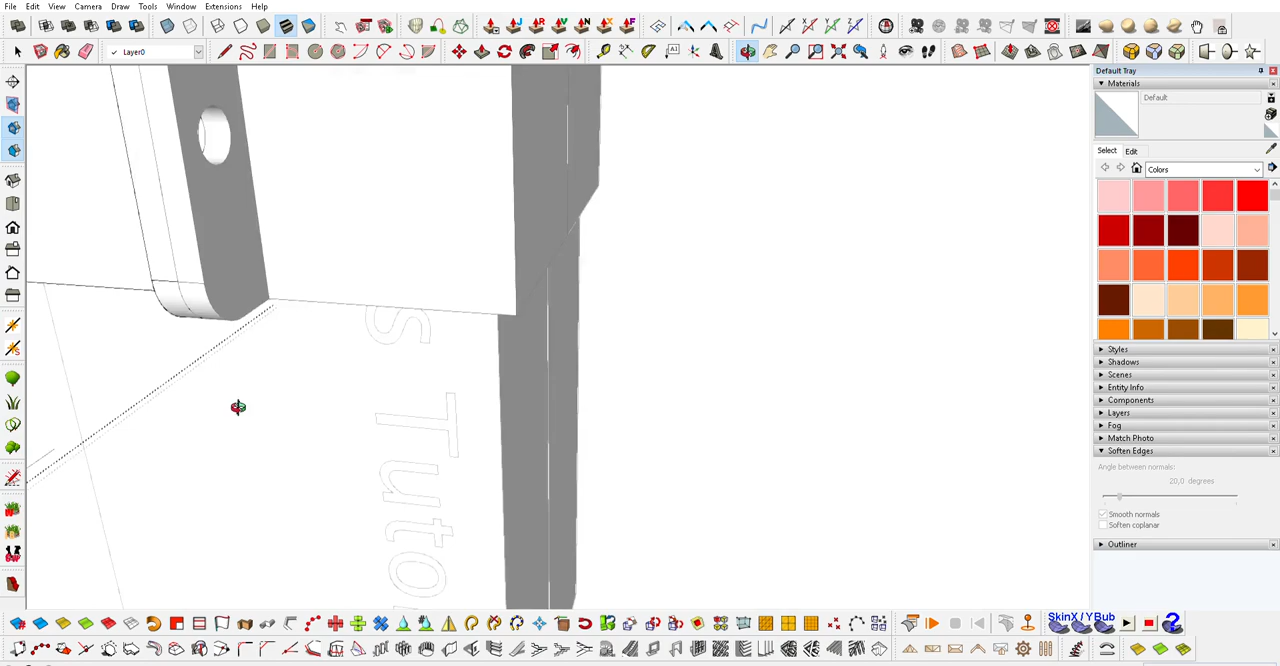 File Edit View Camera Draw Tools Window Extensions Help
Layer0
A1
Default Tray
Materials
Default
Select Edit
Colors
Styles
Shadows
Scenes
Entity Info
Components
Layers
Fog
Match Photo
Soften Edges
Angle between normals:
20,0 degrees
Smooth normals
Soften coplanar
Outliner
S Tuto
SkinX / YBub